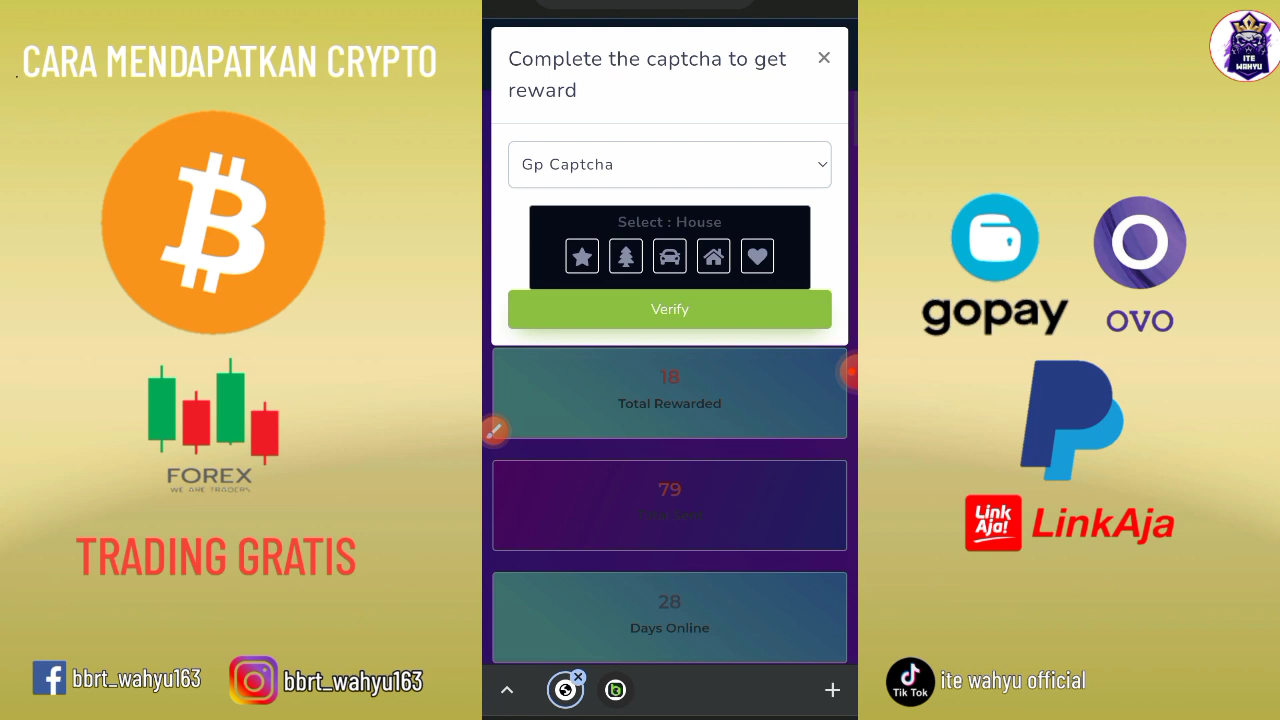 CARA MENDAPATKAN CRYPTO
FOREX
WE ARE TRADERS
TRADING GRATIS
bbrt_wahyu163
bbrt_wahyu163
Complete the captcha to get
reward
Gp Captcha
Select : House
Verify
18
Total Rewarded
79
28
Days Online
ITE
WAHYU
gopay
OVO
Link
Aja!
LinkAja
Tik Tok
ite wahyu official